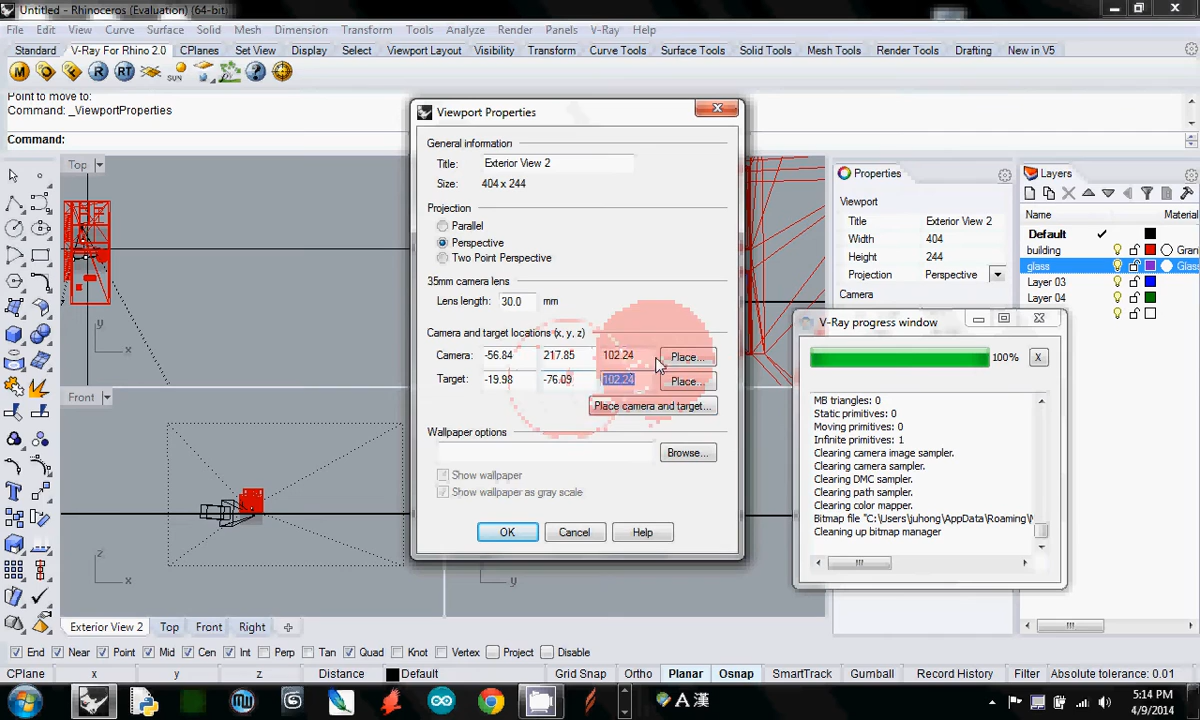 Untitled - Rhinoceros (Evaluation) (64-bit)
File Edit View Curve Surface Solid Mesh Dimension Transform Tools Analyze Render Panels V-Ray Help
Standard V-Ray For Rhino 2.0 CPlanes Set View Display Select Viewport Layout Visibility Transform Curve Tools Surface Tools Solid Tools Mesh Tools Render Tools Drafting New in V5
M R RT SUN
Point to move to:
Command: _ViewportProperties
Command:
Top
Front
Viewport Properties
General information
Title: Exterior View 2
Size: 404 x 244
Projection
Parallel
Perspective
Two Point Perspective
35mm camera lens
Lens length: 30.0 mm
Camera and target locations (x, y, z)
Camera: -56.84 217.85 102.24 Place...
Target: -19.98 -76.09 102.24 Place...
Place camera and target...
Wallpaper options
Browse...
Show wallpaper
Show wallpaper as gray scale
OK Cancel Help
Properties
Viewport
Title Exterior View 2
Width 404
Height 244
Projection Perspective
Camera
Layers
Name Material
Default
building Gran
glass Glass
Layer 03
Layer 04
V-Ray progress window
100% X
MB triangles: 0
Static primitives: 0
Moving primitives: 0
Infinite primitives: 1
Clearing camera image sampler.
Clearing camera sampler.
Clearing DMC sampler.
Clearing path sampler.
Clearing color mapper.
Bitmap file "C:\Users\juhong\AppData\Roaming\
Cleaning up bitmap manager
y
x
z
x
y
Exterior View 2 Top Front Right
End Near Point Mid Cen Int Perp Tan Quad Knot Vertex Project Disable
CPlane x y z Distance Default Grid Snap Ortho Planar Osnap SmartTrack Gumball Record History Filter Absolute tolerance: 0.01
A 漢
5:14 PM
4/9/2014